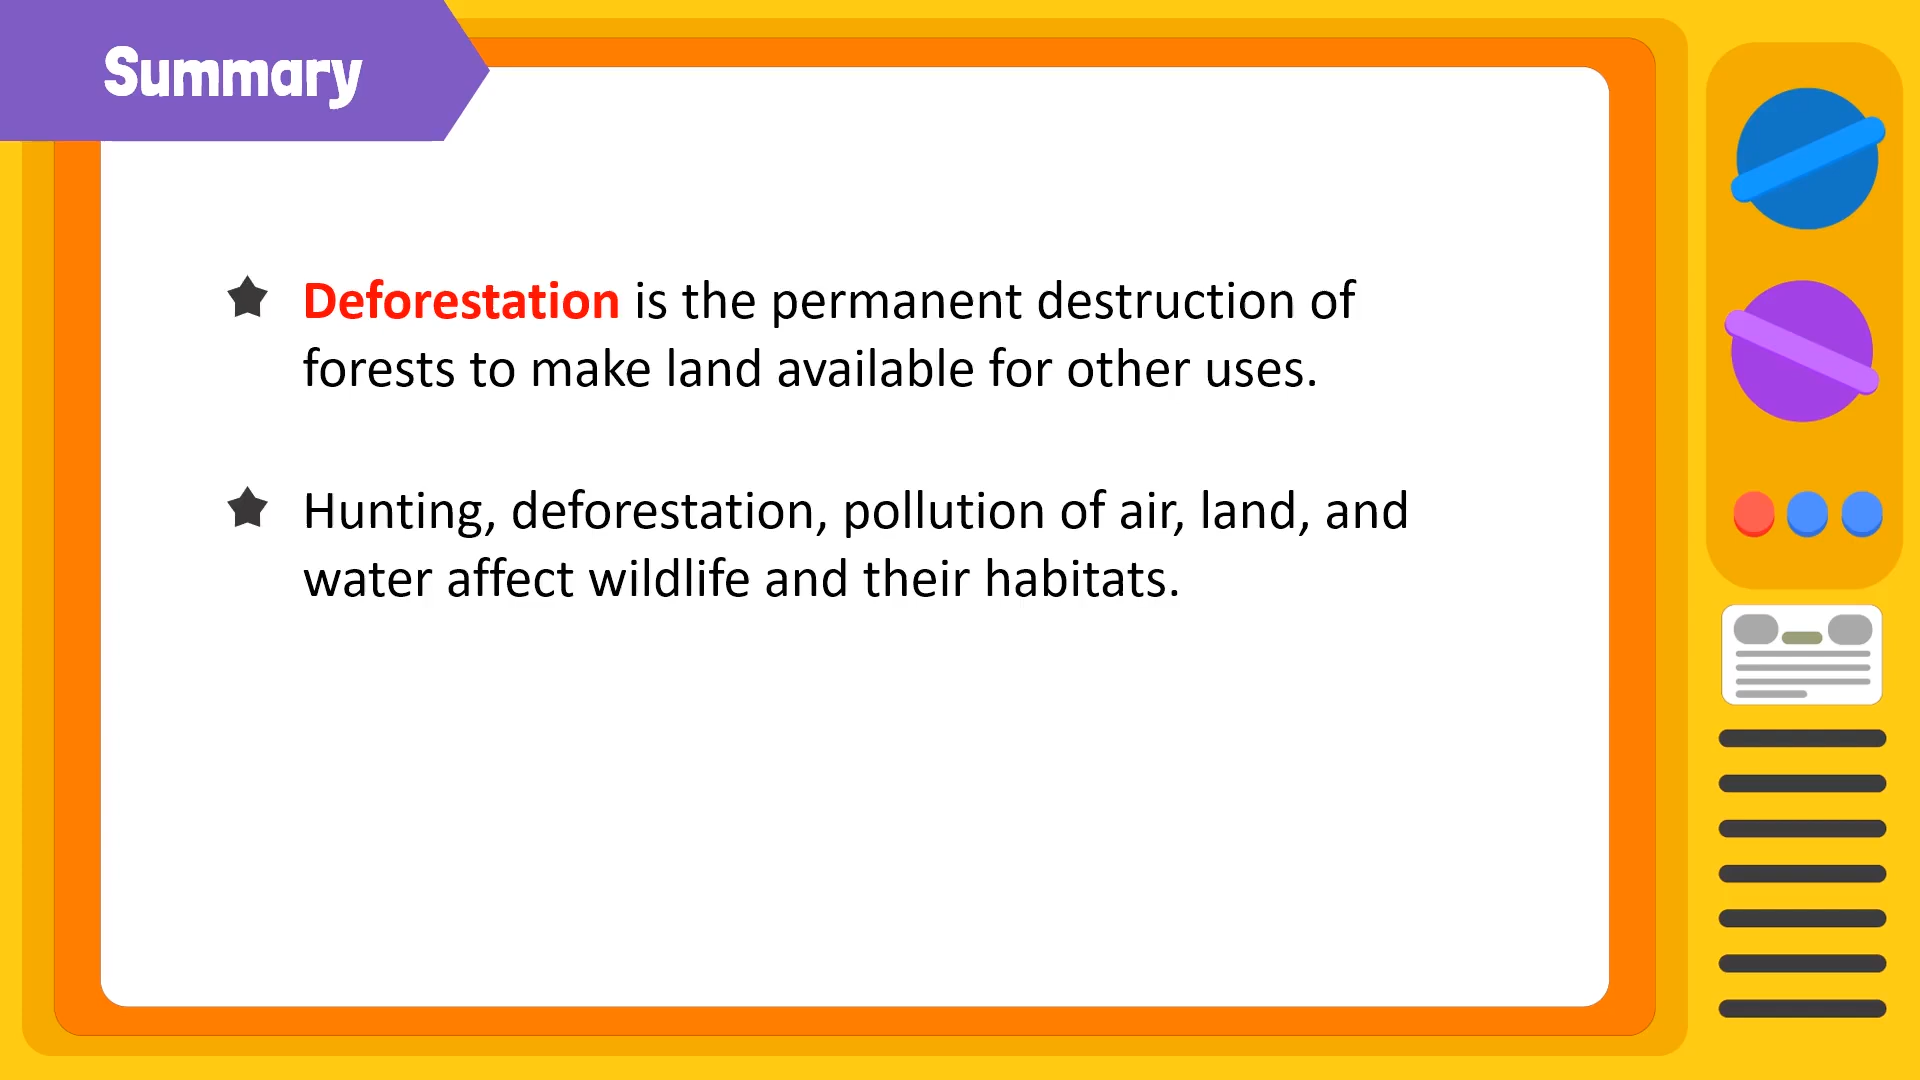 Summary
Deforestation is the permanent destruction of
forests to make land available for other uses.
Hunting, deforestation, pollution of air, land, and
water affect wildlife and their habitats.